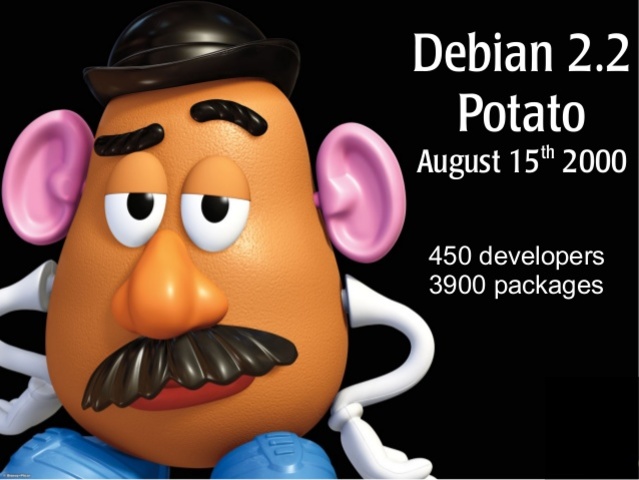 Debian 2.2
Potato
August 15th 2000
450 developers
3900 packages